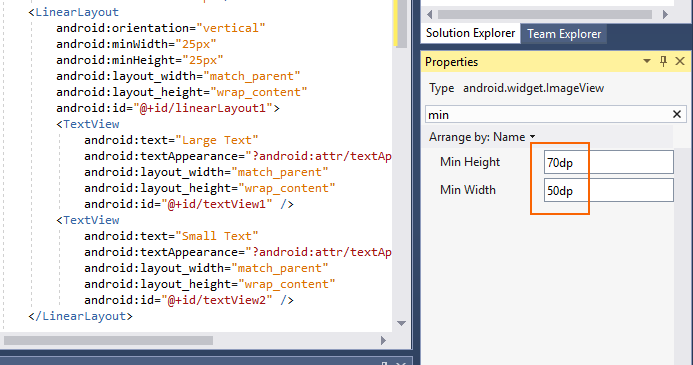 <LinearLayout
android:orientation="vertical"
android:minWidth="25px"
android:minHeight="25px"
android:layout_width="match_parent"
android:layout_height="wrap_content"
android:id="@+id/linearLayout1">
<TextView
android:text="Large Text"
android:textAppearance="?android:attr/textAp
android:layout_width="match_parent"
android:layout_height="wrap_content"
android:id="@+id/textView1" />
<TextView
android:text="Small Text"
android:textAppearance="?android:attr/textAp
android:layout_width="match_parent"
android:layout_height="wrap_content"
android:id="@+id/textView2" />
</LinearLayout>
Solution Explorer Team Explorer
Properties
Type android.widget.ImageView
min
Arrange by: Name
Min Height 70dp
Min Width 50dp